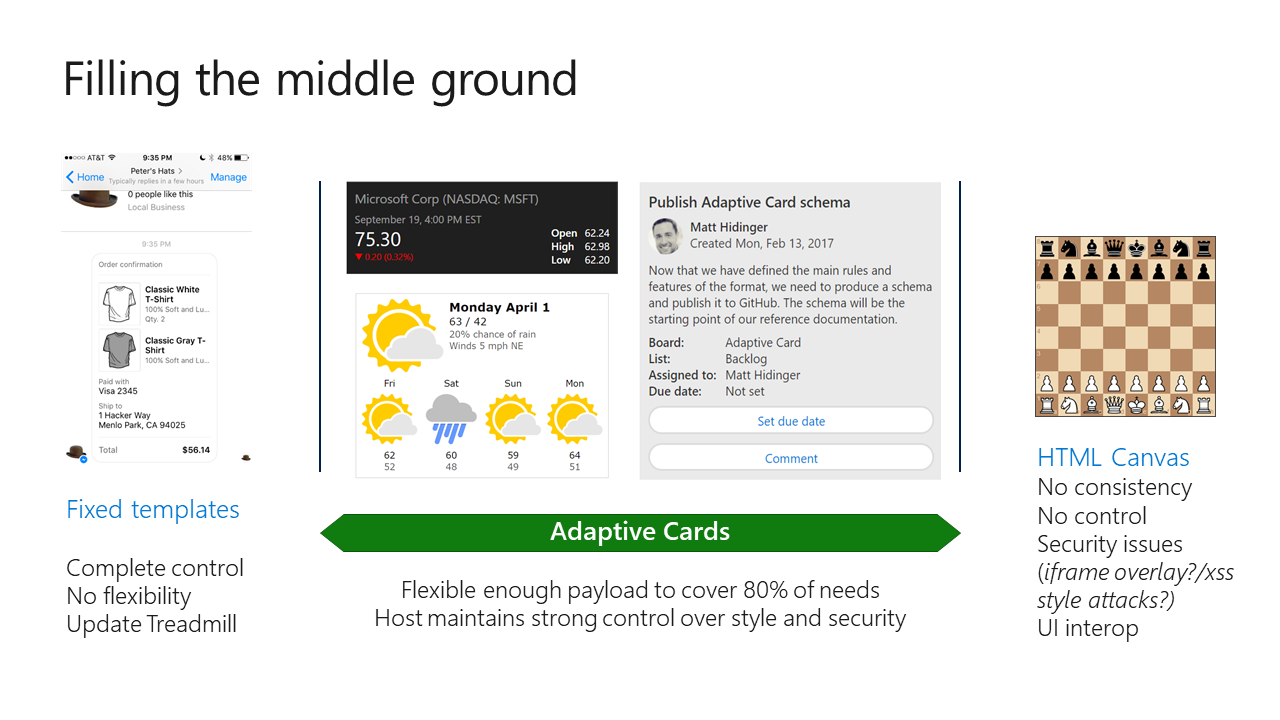 Filling the middle ground
AT&T 9:35 PM 48%
Home Peter's Hats Manage
Typically replies in a few hours
0 people like this
Local Business
9:35 PM
Order confirmation
Classic White
T-Shirt
100% Soft and Lu...
Qty. 2
Classic Gray T-
Shirt
100% Soft and Lu...
Paid with
Visa 2345
Ship to
1 Hacker Way
Menlo Park, CA 94025
Total $56.14
Fixed templates
Complete control
No flexibility
Update Treadmill
Microsoft Corp (NASDAQ: MSFT)
September 19, 4:00 PM EST
75.30
▼ 0.20 (0.32%)
Open 62.24
High 62.98
Low 62.20
Monday April 1
63 / 42
20% chance of rain
Winds 5 mph NE
Fri Sat Sun Mon
62 60 59 64
52 48 49 51
Publish Adaptive Card schema
Matt Hidinger
Created Mon, Feb 13, 2017
Now that we have defined the main rules and
features of the format, we need to produce a schema
and publish it to GitHub. The schema will be the
starting point of our reference documentation.
Board: Adaptive Card
List: Backlog
Assigned to: Matt Hidinger
Due date: Not set
Set due date
Comment
Adaptive Cards
Flexible enough payload to cover 80% of needs
Host maintains strong control over style and security
HTML Canvas
No consistency
No control
Security issues
(iframe overlay?/xss
style attacks?)
UI interop